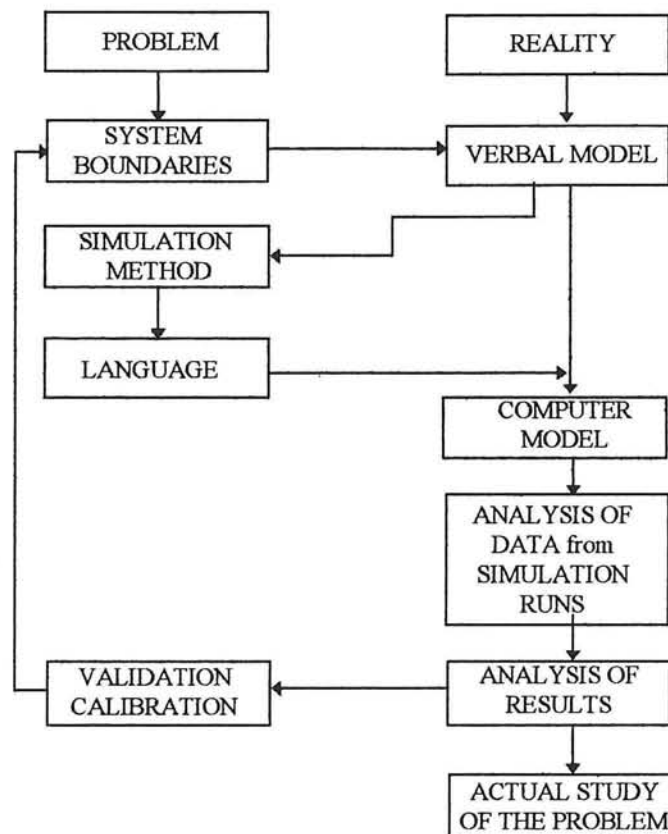 PROBLEM
REALITY
SYSTEM
BOUNDARIES
VERBAL MODEL
SIMULATION
METHOD
LANGUAGE
COMPUTER
MODEL
ANALYSIS OF
DATA from
SIMULATION
RUNS
VALIDATION
CALIBRATION
ANALYSIS OF
RESULTS
ACTUAL STUDY
OF THE PROBLEM